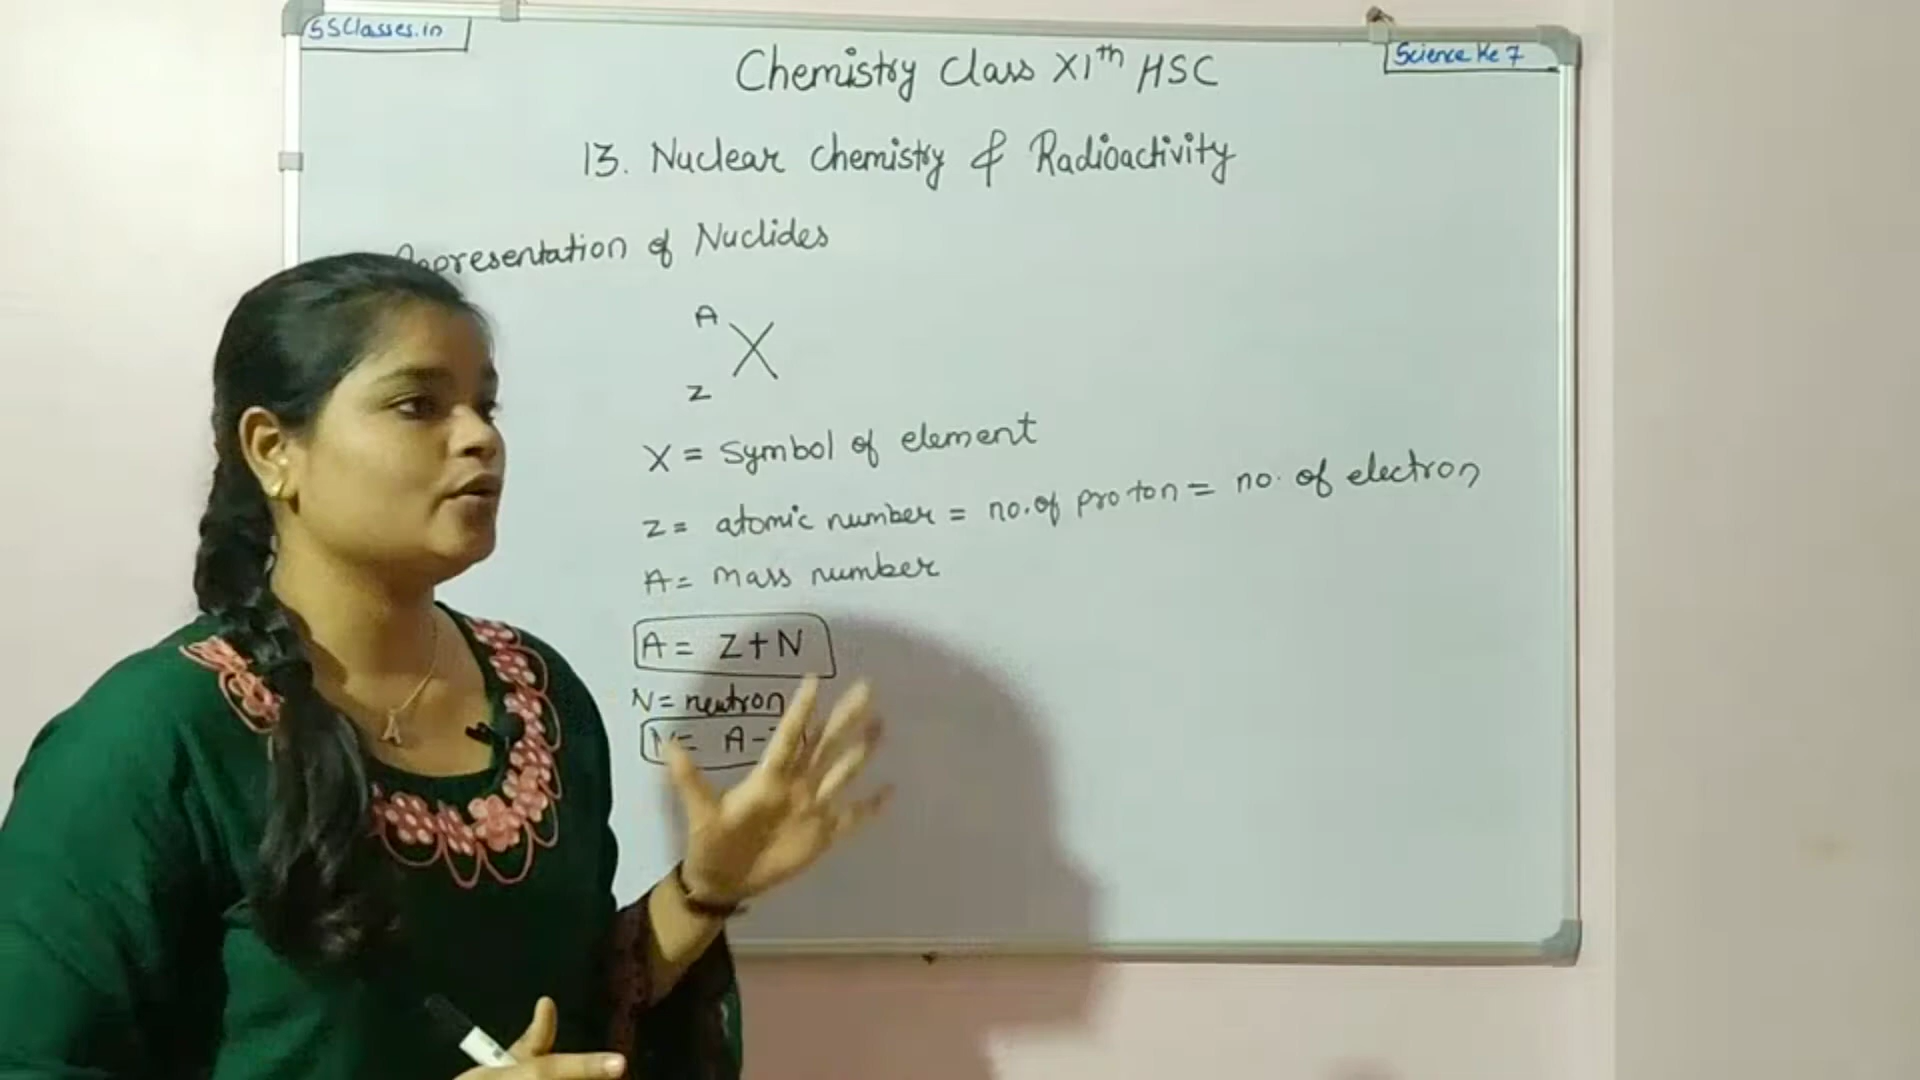 SSClasses.in
Science Ke 7
Chemistry Class XIth HSC
13. Nuclear chemistry & Radioactivity
Representation of Nuclides
A
X
Z
X = Symbol of element
Z = atomic number = no. of proton = no. of electron
A = mass number
A = Z+N
N = neutron
N = A-Z